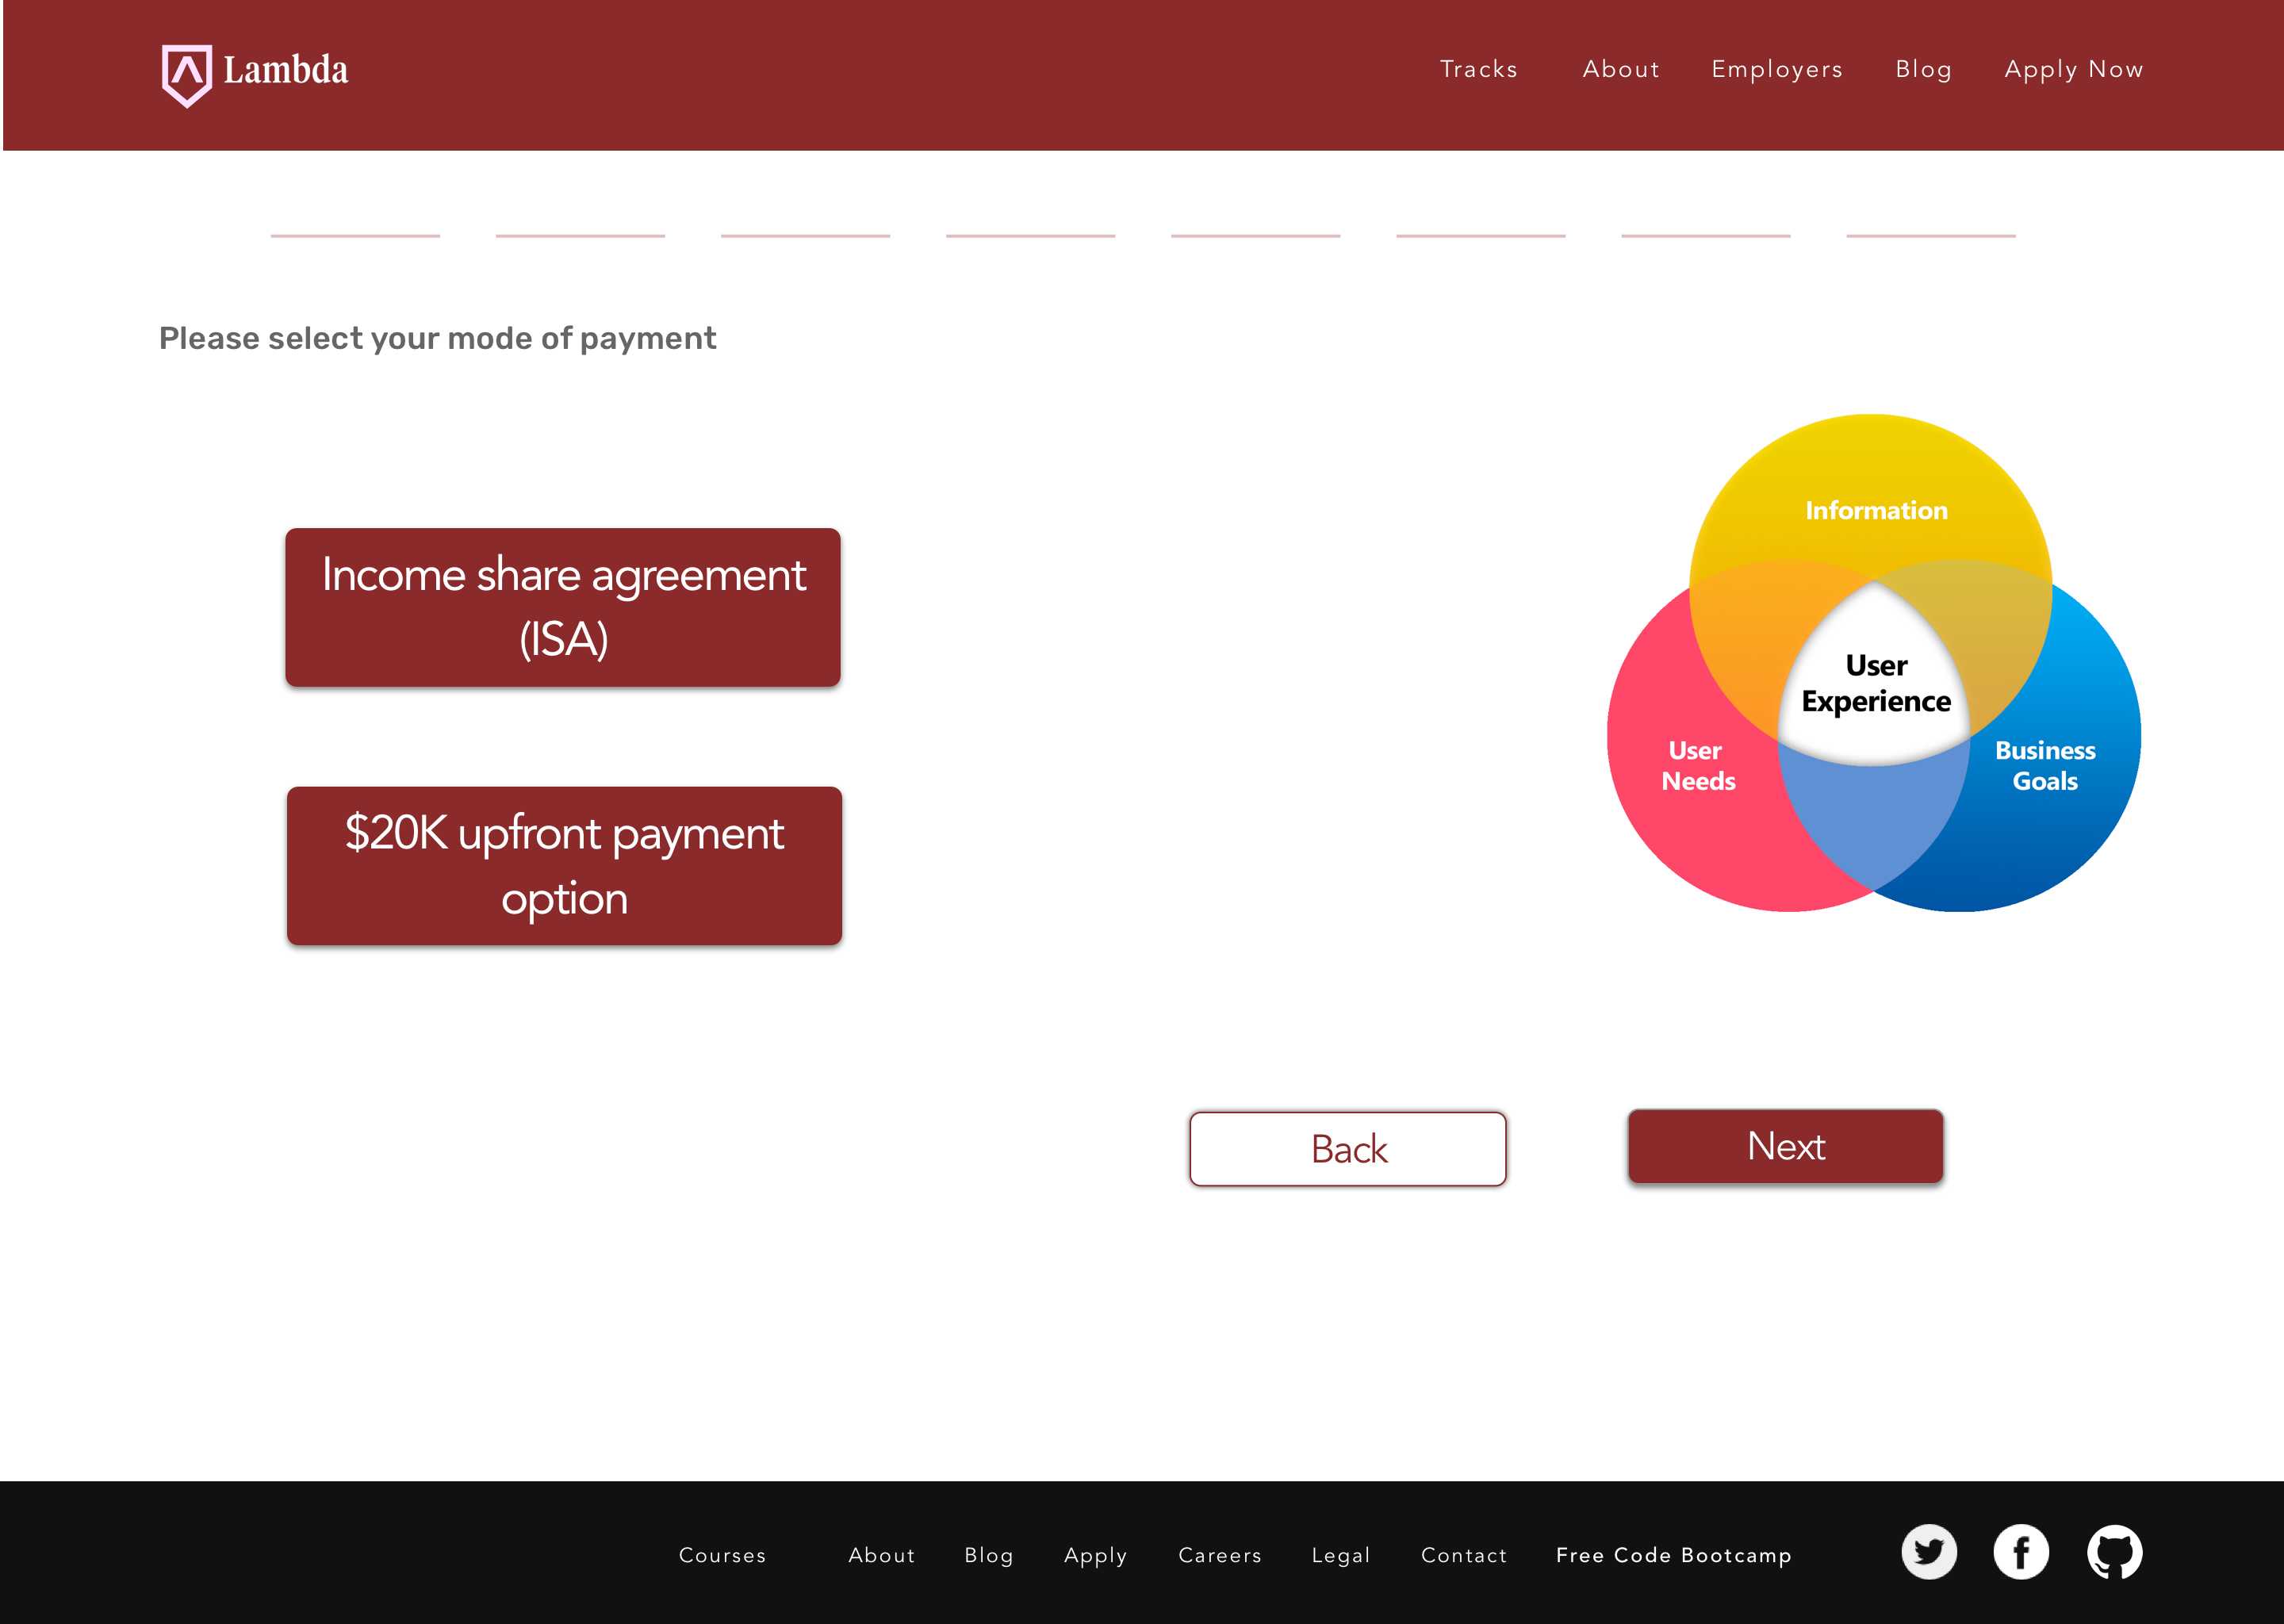 Lambda
Tracks About Employers Blog Apply Now
Please select your mode of payment
Income share agreement
(ISA)
$20K upfront payment
option
Information
User
Experience
User
Needs
Business
Goals
Back
Next
Courses About Blog Apply Careers Legal Contact Free Code Bootcamp